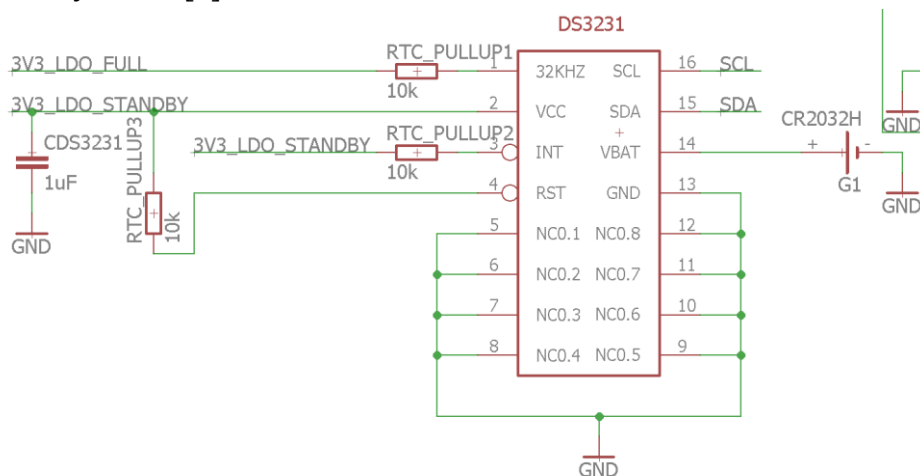 DS3231
3V3_LDO_FULL
RTC_PULLUP1
10k
1
32KHZ
SCL
16
SCL
3V3_LDO_STANDBY
2
VCC
SDA
15
SDA
CDS3231
1uF
GND
RTC_PULLUP3
10k
3V3_LDO_STANDBY
RTC_PULLUP2
10k
3
INT
VBAT
14
CR2032H
+
-
G1
GND
GND
4
RST
GND
13
5
NC0.1
NC0.8
12
6
NC0.2
NC0.7
11
7
NC0.3
NC0.6
10
8
NC0.4
NC0.5
9
GND